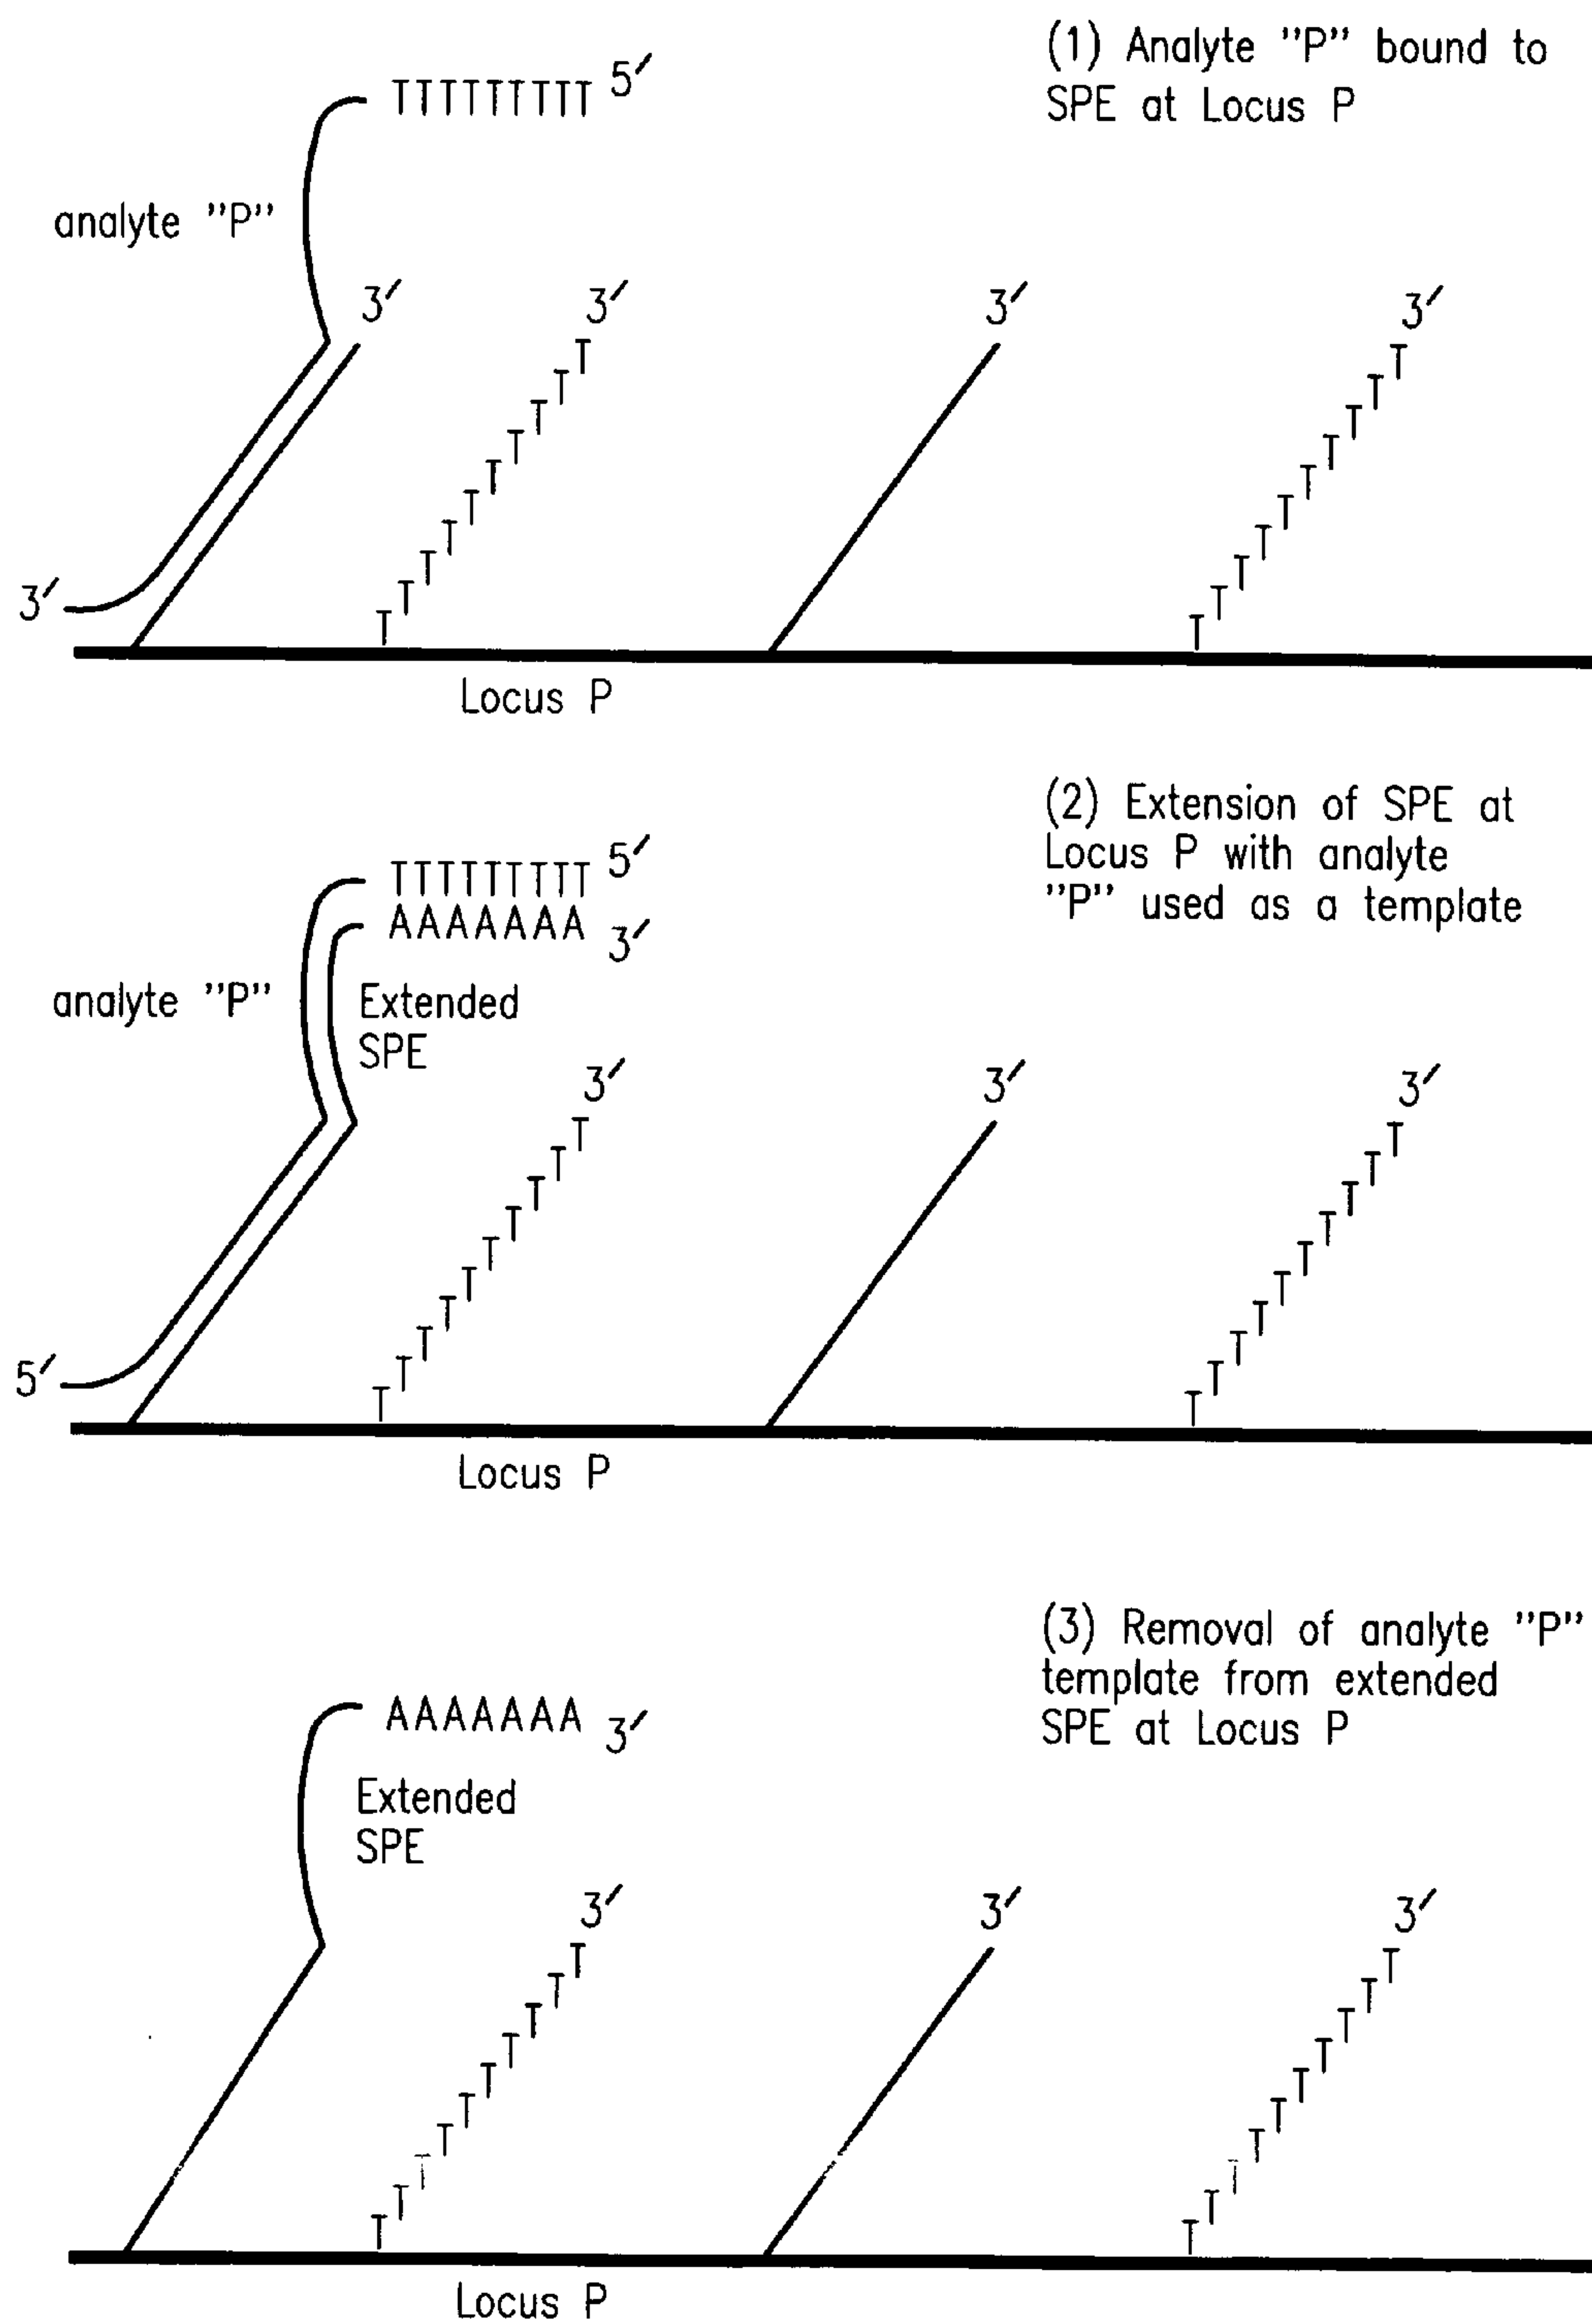 (1) Analyte "P" bound to
SPE at Locus P
TTTTTTTTT 5′
analyte "P"
3′
3′
3′
3′
TTTTTTTTTT
TTTTTTTTTT
3′
Locus P
(2) Extension of SPE at
Locus P with analyte
"P" used as a template
TTTTTTTTT 5′
AAAAAAA 3′
analyte "P"
Extended
SPE
3′
3′
3′
TTTTTTTTTT
TTTTTTTTTT
5′
Locus P
(3) Removal of analyte "P"
template from extended
SPE at Locus P
AAAAAAA 3′
Extended
SPE
3′
3′
3′
TTTTTTTTTT
TTTTTTTTTT
Locus P